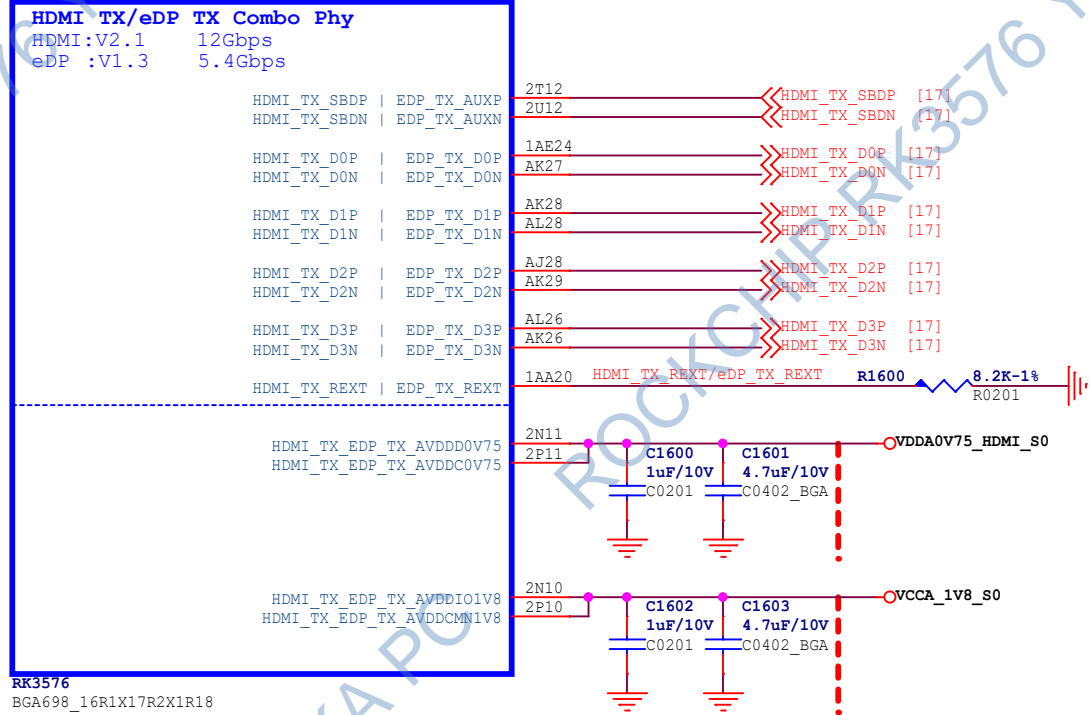 HDMI TX/eDP TX Combo Phy
HDMI:V2.1 12Gbps
eDP :V1.3 5.4Gbps
HDMI_TX_SBDP | EDP_TX_AUXP 2T12 HDMI_TX_SBDP [17]
HDMI_TX_SBDN | EDP_TX_AUXN 2U12 HDMI_TX_SBDN [17]
HDMI_TX_D0P | EDP_TX_D0P 1AE24 HDMI_TX_D0P [17]
HDMI_TX_D0N | EDP_TX_D0N AK27 HDMI_TX_D0N [17]
HDMI_TX_D1P | EDP_TX_D1P AK28 HDMI_TX_D1P [17]
HDMI_TX_D1N | EDP_TX_D1N AL28 HDMI_TX_D1N [17]
HDMI_TX_D2P | EDP_TX_D2P AJ28 HDMI_TX_D2P [17]
HDMI_TX_D2N | EDP_TX_D2N AK29 HDMI_TX_D2N [17]
HDMI_TX_D3P | EDP_TX_D3P AL26 HDMI_TX_D3P [17]
HDMI_TX_D3N | EDP_TX_D3N AK26 HDMI_TX_D3N [17]
HDMI_TX_REXT | EDP_TX_REXT 1AA20 HDMI_TX_REXT/eDP_TX_REXT R1600 8.2K-1%
R0201
HDMI_TX_EDP_TX_AVDDD0V75 2N11 VDDA0V75_HDMI_S0
HDMI_TX_EDP_TX_AVDDC0V75 2P11
C1600 C1601
1uF/10V 4.7uF/10V
C0201 C0402_BGA
HDMI_TX_EDP_TX_AVDDIO1V8 2N10 VCCA_1V8_S0
HDMI_TX_EDP_TX_AVDDCMN1V8 2P10
C1602 C1603
1uF/10V 4.7uF/10V
C0201 C0402_BGA
RK3576
BGA698_16R1X17R2X1R18
ROCKCHIP RK3576